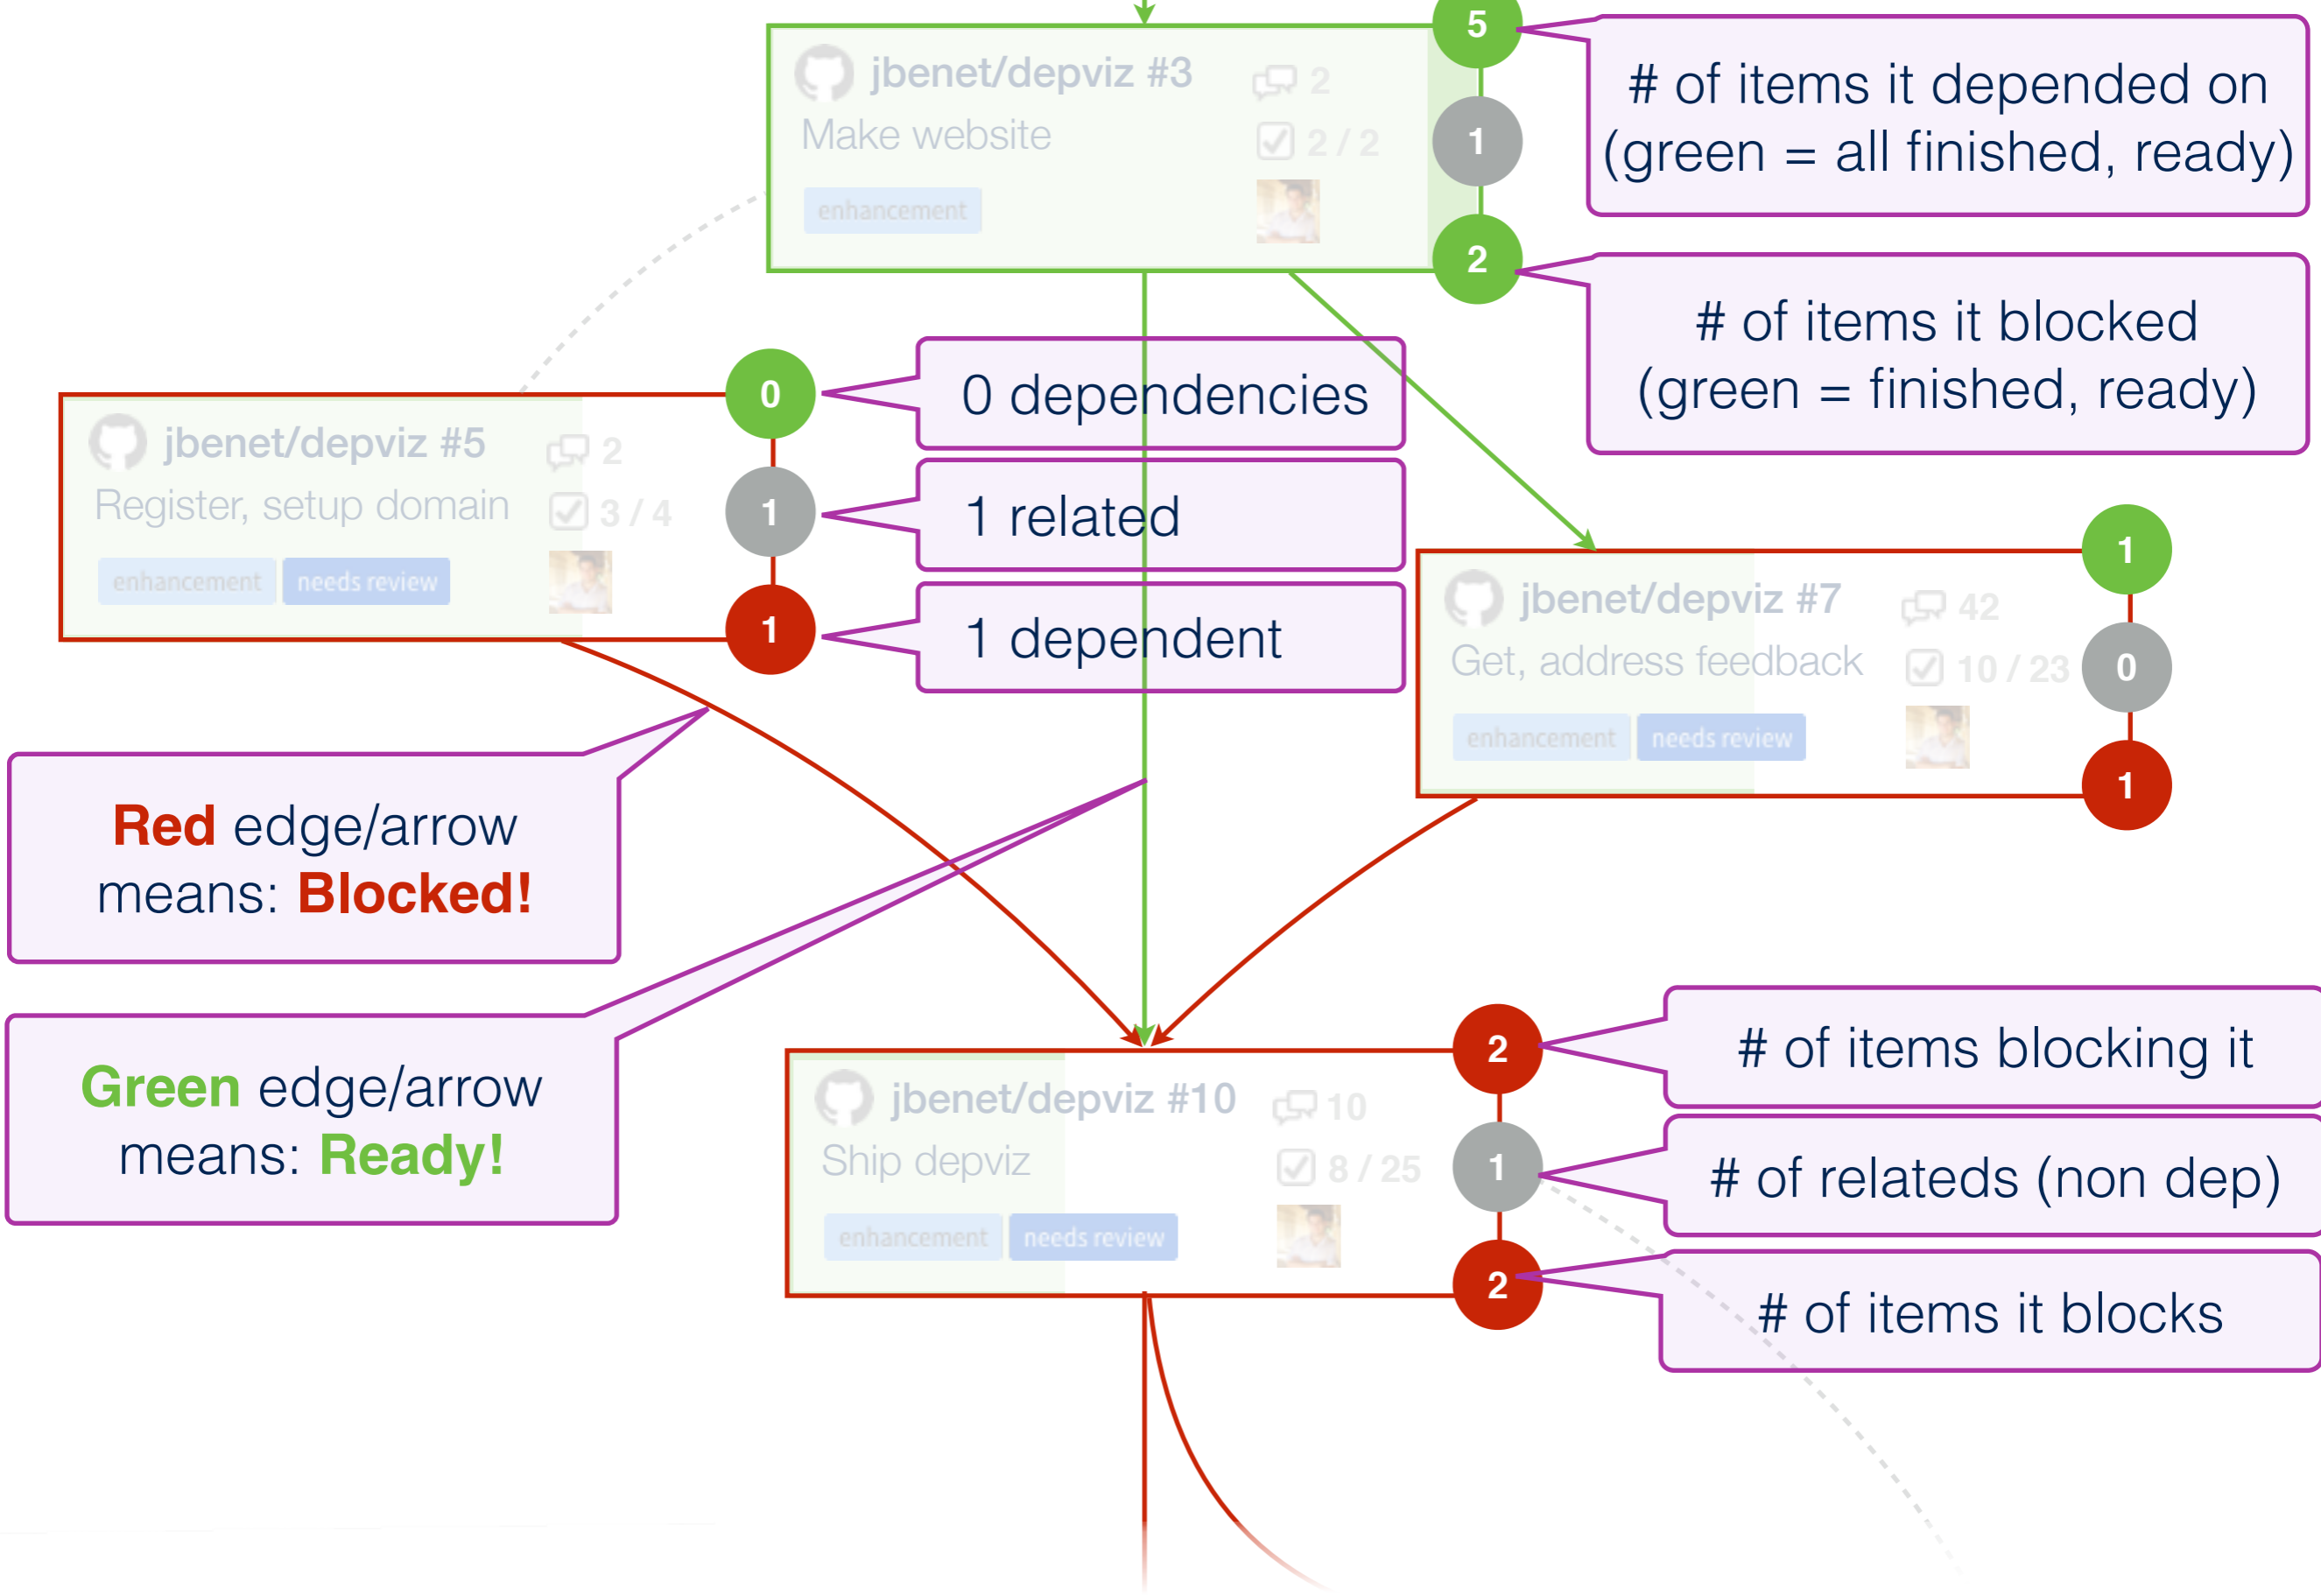 5
jbenet/depviz #3
2
# of items it depended on
Make website
2 / 2
1
(green = all finished, ready)
enhancement
2
# of items it blocked
(green = finished, ready)
0
0 dependencies
jbenet/depviz #5
2
Register, setup domain
3 / 4
1
1 related
enhancement
needs review
1
1 dependent
1
jbenet/depviz #7
42
Get, address feedback
10 / 23
0
enhancement
needs review
1
Red edge/arrow
means: Blocked!
Green edge/arrow
means: Ready!
2
# of items blocking it
jbenet/depviz #10
10
Ship depviz
8 / 25
1
# of relateds (non dep)
enhancement
needs review
2
# of items it blocks